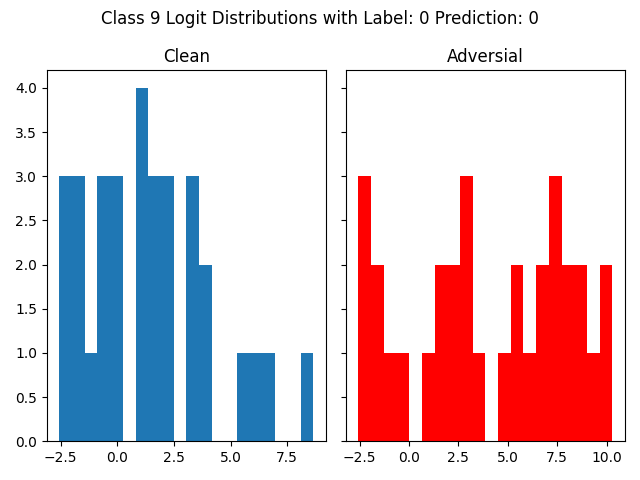 Class 9 Logit Distributions with Label: 0 Prediction: 0
Clean
Adversial
4.0
3.5
3.0
2.5
2.0
1.5
1.0
0.5
0.0
−2.5 0.0 2.5 5.0 7.5
−2.5 0.0 2.5 5.0 7.5 10.0